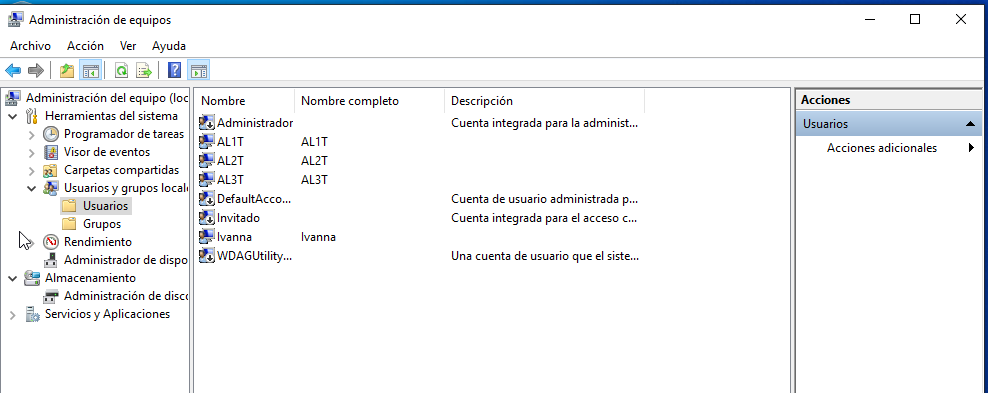 Administración de equipos
Archivo Acción Ver Ayuda
Administración del equipo (loc
Herramientas del sistema
Programador de tareas
Visor de eventos
Carpetas compartidas
Usuarios y grupos locale
Usuarios
Grupos
Rendimiento
Administrador de dispo
Almacenamiento
Administración de disco
Servicios y Aplicaciones
Nombre Nombre completo Descripción
Administrador Cuenta integrada para la administ...
AL1T AL1T
AL2T AL2T
AL3T AL3T
DefaultAcco... Cuenta de usuario administrada p...
Invitado Cuenta integrada para el acceso c...
Ivanna Ivanna
WDAGUtility... Una cuenta de usuario que el siste...
Acciones
Usuarios
Acciones adicionales